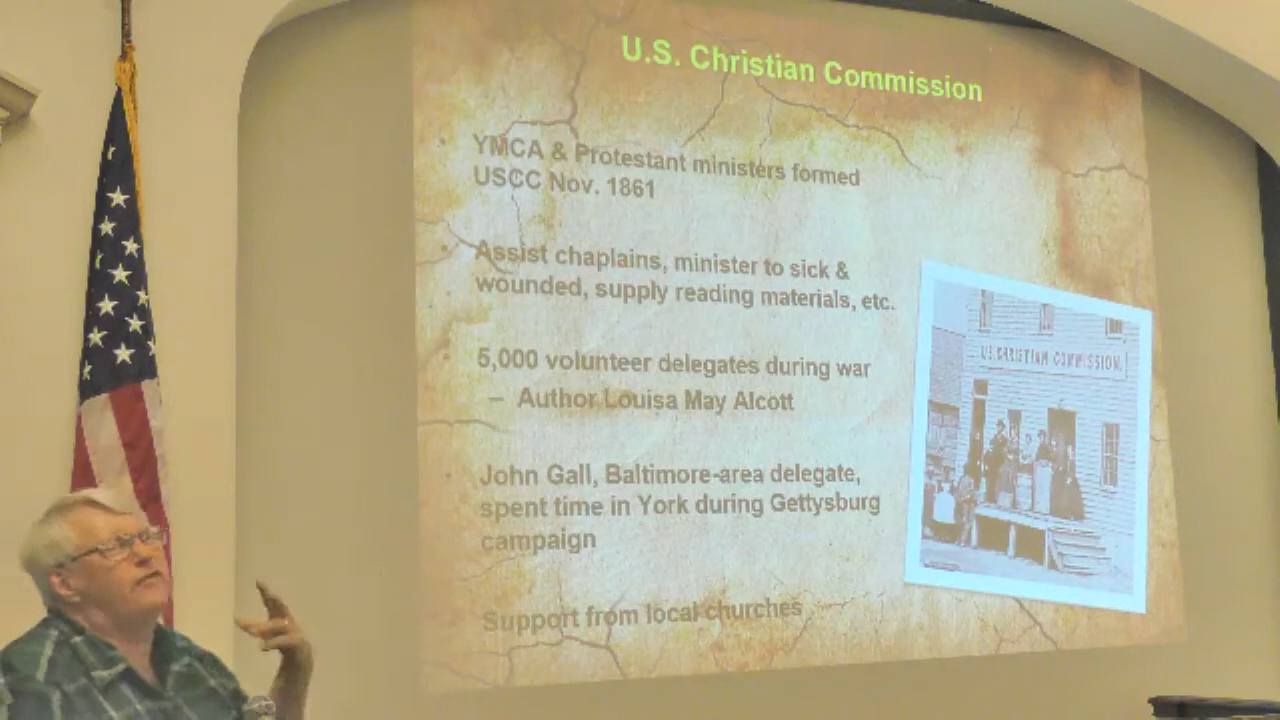 U.S. Christian Commission
YMCA & Protestant ministers formed
USCC Nov. 1861
Assist chaplains, minister to sick &
wounded, supply reading materials, etc.
5,000 volunteer delegates during war
– Author Louisa May Alcott
John Gall, Baltimore-area delegate,
spent time in York during Gettysburg
campaign
Support from local churches
U.S. CHRISTIAN COMMISSION.